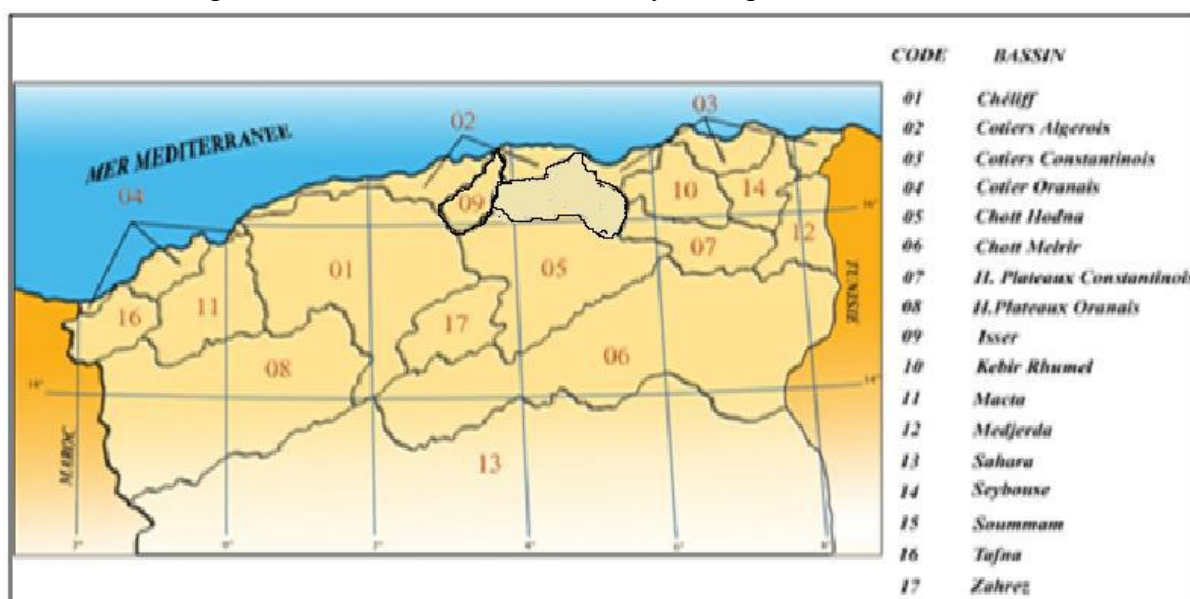 CODE BASSIN
01 Chéliff
02 Cotiers Algerois
03 Cotiers Constantinois
04 Cotier Oranais
05 Chott Hodna
06 Chott Melrir
07 H. Plateaux Constantinois
08 H.Plateaux Oranais
09 Isser
10 Kebir Rhumel
11 Macta
12 Medjerda
13 Sahara
14 Seybouse
15 Soummam
16 Tafna
17 Zahrez
MER MEDITERRANEE
03
02
04
10
14
09
12
07
01
05
TUNISIE
16
11
17
08
06
MAROC
13